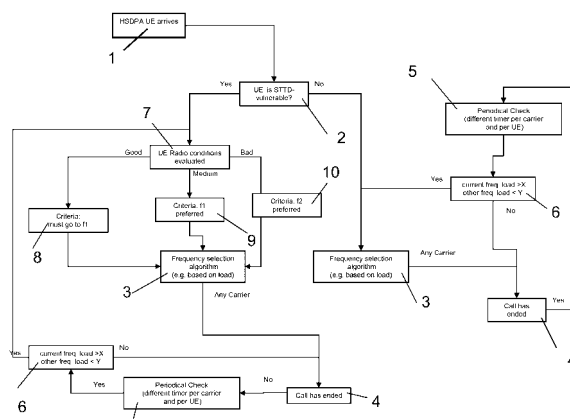 HSDPA UE arrives
1
Yes
UE is STTD-
vulnerable?
No
2
5
Periodical Check
(different timer per carrier
and per UE)
7
UE Radio conditions
evaluated
Good
Medium
Bad
10
Yes
current freq. load >X
other freq. load < Y
6
No
Criteria:
must go to f1
8
Criteria, f1
preferred
9
Criteria, f2
preferred
Frequency selection
algorithm
(e.g. based on load)
3
Any Carrier
Frequency selection
algorithm
(e.g. based on load)
3
Any Carrier
Call has
ended
Yes
Yes
current freq. load >X
other freq. load < Y
6
No
Yes
Periodical Check
(different timer per carrier
and per UE)
No
Call has ended
4